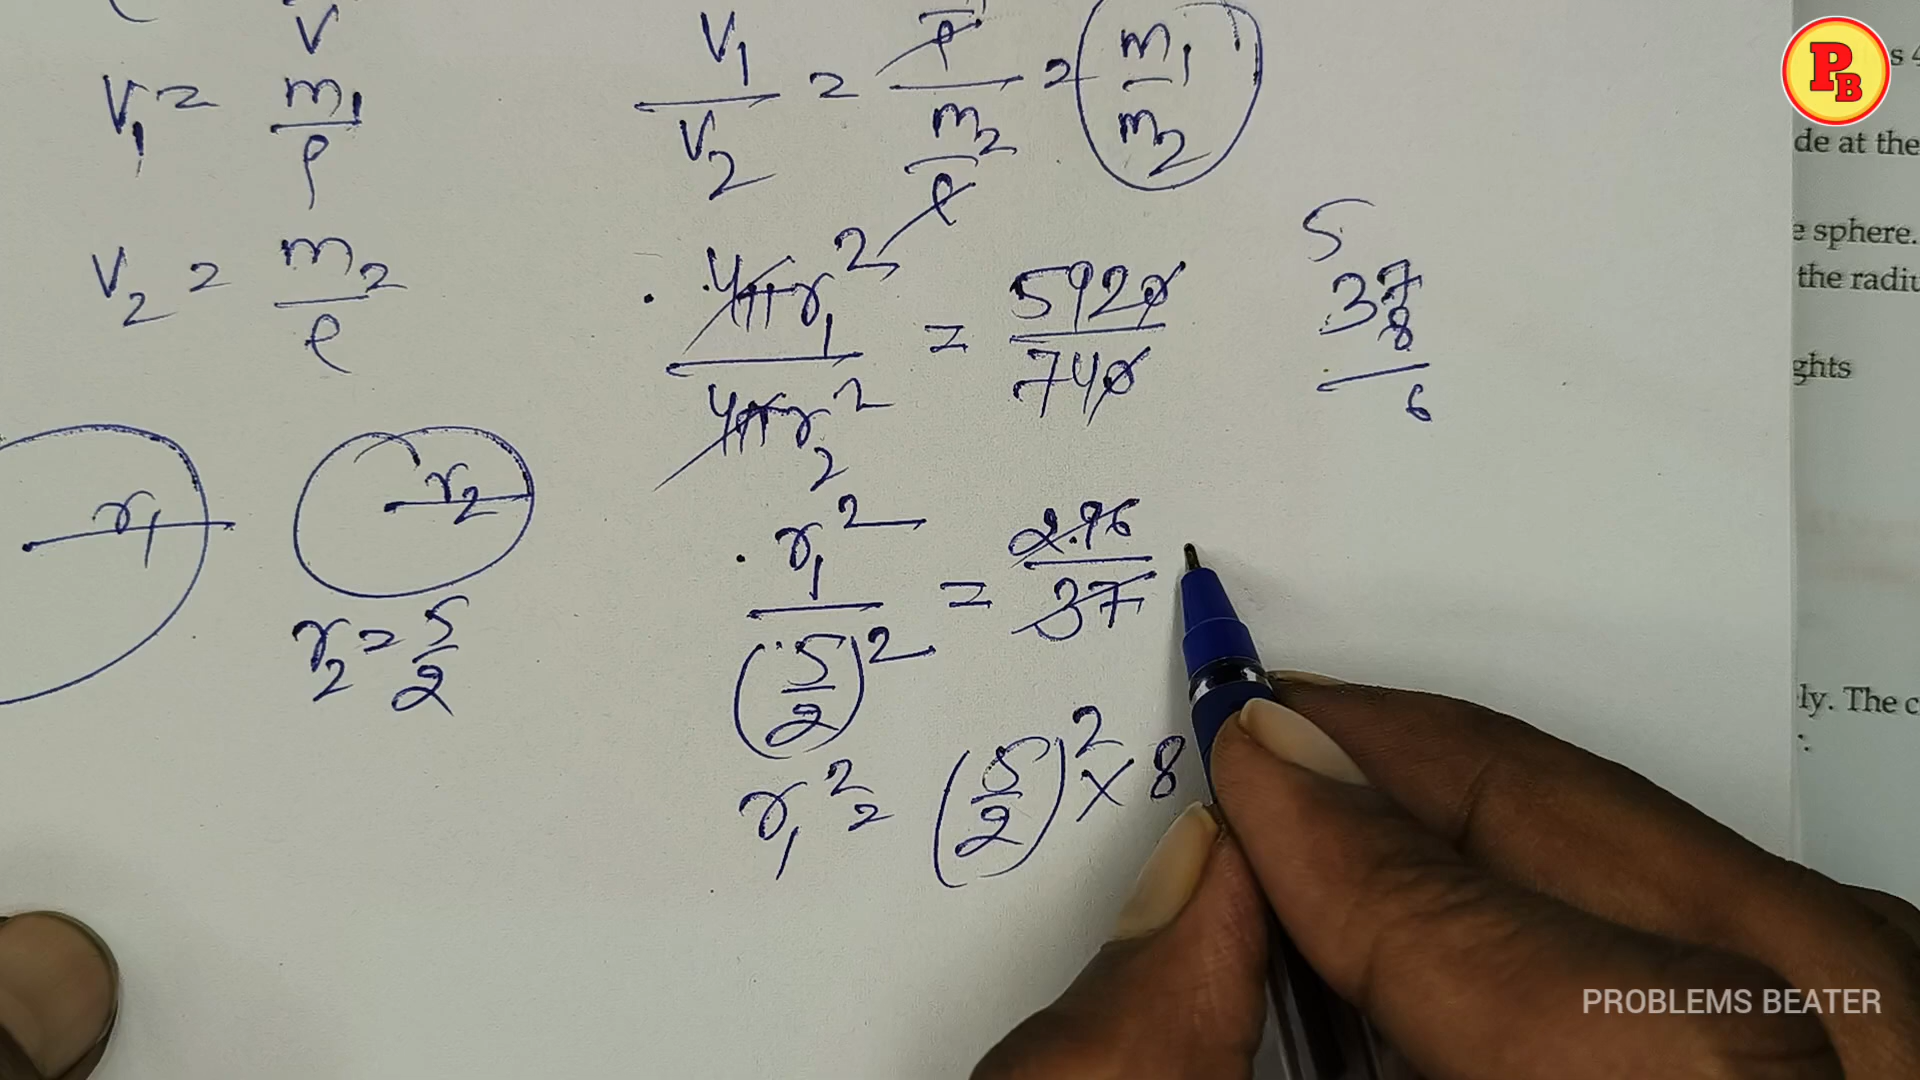 V
V₁ = m₁/ρ
V₂ = m₂/ρ
V₁/V₂ = ρ/(m₂/ρ) = m₁/m₂
4πr₁²/4πr₂² = 5920/740
5
37
8
6
r₁
r₂
r₂ = 5/2
r₁²/(5/2)² = 296/37
r₁² = (5/2)² × 8
PB
s 4
de at the
e sphere.
the radiu
ghts
ly. The c
PROBLEMS BEATER